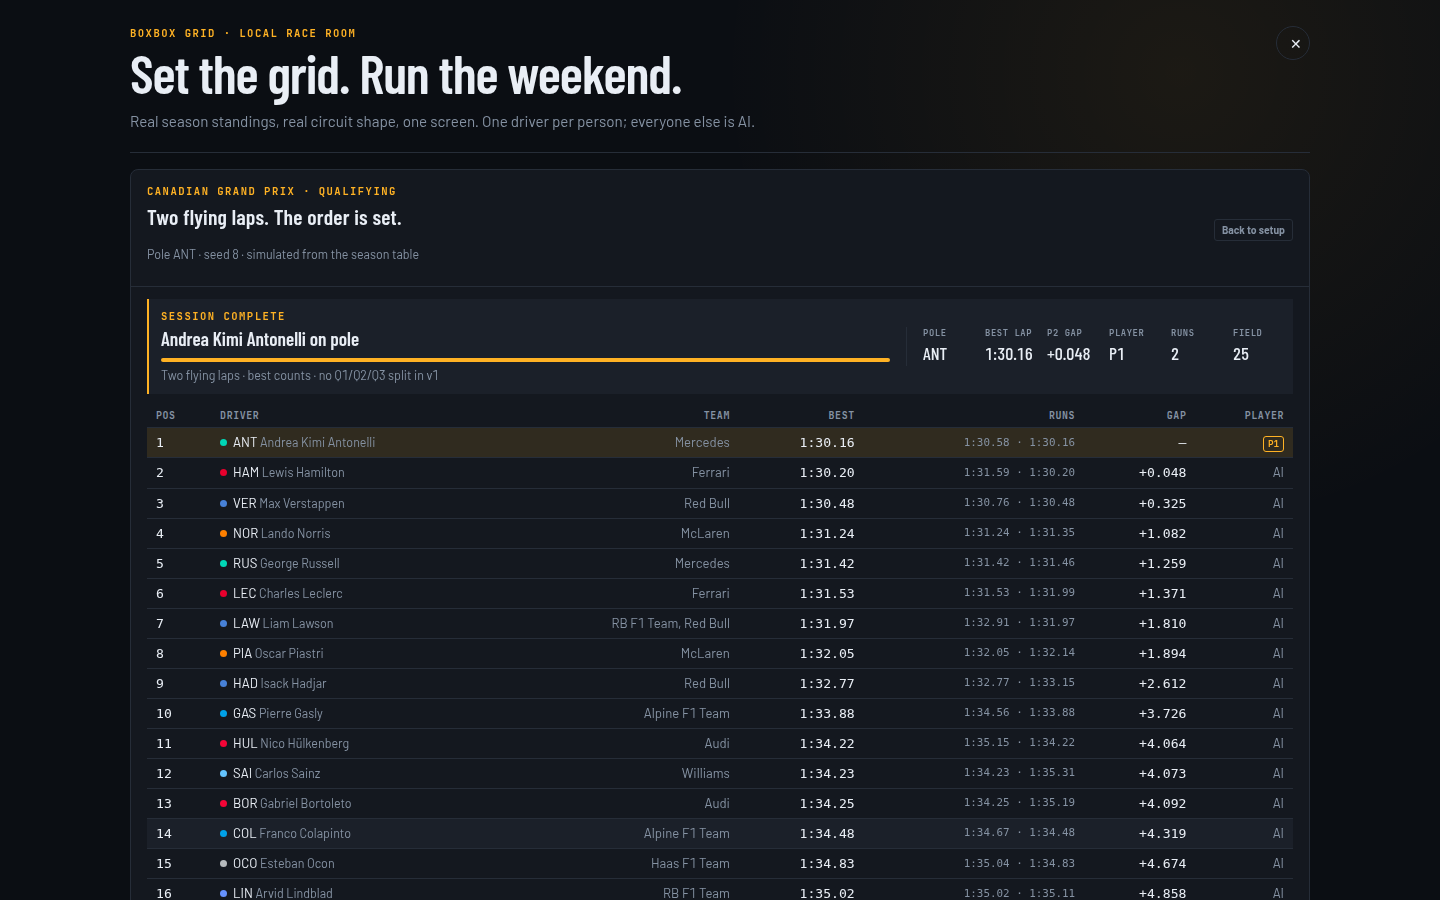 BOXBOX GRID · LOCAL RACE ROOM
Set the grid. Run the weekend.
Real season standings, real circuit shape, one screen. One driver per person; everyone else is AI.
✕
CANADIAN GRAND PRIX · QUALIFYING
Two flying laps. The order is set.
Pole ANT · seed 8 · simulated from the season table
Back to setup
SESSION COMPLETE
Andrea Kimi Antonelli on pole
Two flying laps · best counts · no Q1/Q2/Q3 split in v1
POLE BEST LAP P2 GAP PLAYER RUNS FIELD
ANT 1:30.16 +0.048 P1 2 25
POS DRIVER TEAM BEST RUNS GAP PLAYER
1 ANT Andrea Kimi Antonelli Mercedes 1:30.16 1:30.58 · 1:30.16 — P1
2 HAM Lewis Hamilton Ferrari 1:30.20 1:31.59 · 1:30.20 +0.048 AI
3 VER Max Verstappen Red Bull 1:30.48 1:30.76 · 1:30.48 +0.325 AI
4 NOR Lando Norris McLaren 1:31.24 1:31.24 · 1:31.35 +1.082 AI
5 RUS George Russell Mercedes 1:31.42 1:31.42 · 1:31.46 +1.259 AI
6 LEC Charles Leclerc Ferrari 1:31.53 1:31.53 · 1:31.99 +1.371 AI
7 LAW Liam Lawson RB F1 Team, Red Bull 1:31.97 1:32.91 · 1:31.97 +1.810 AI
8 PIA Oscar Piastri McLaren 1:32.05 1:32.05 · 1:32.14 +1.894 AI
9 HAD Isack Hadjar Red Bull 1:32.77 1:32.77 · 1:33.15 +2.612 AI
10 GAS Pierre Gasly Alpine F1 Team 1:33.88 1:34.56 · 1:33.88 +3.726 AI
11 HUL Nico Hülkenberg Audi 1:34.22 1:35.15 · 1:34.22 +4.064 AI
12 SAI Carlos Sainz Williams 1:34.23 1:34.23 · 1:35.31 +4.073 AI
13 BOR Gabriel Bortoleto Audi 1:34.25 1:34.25 · 1:35.19 +4.092 AI
14 COL Franco Colapinto Alpine F1 Team 1:34.48 1:34.67 · 1:34.48 +4.319 AI
15 OCO Esteban Ocon Haas F1 Team 1:34.83 1:35.04 · 1:34.83 +4.674 AI
16 LIN Arvid Lindblad RB F1 Team 1:35.02 1:35.02 · 1:35.11 +4.858 AI